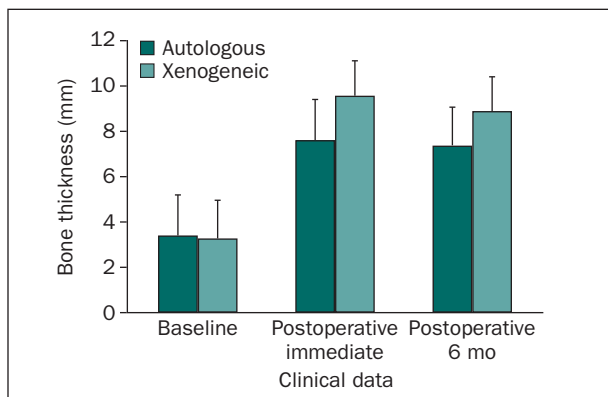 12
10
8
6
4
2
0
Bone thickness (mm)
Autologous
Xenogeneic
Baseline
Postoperative immediate
Postoperative 6 mo
Clinical data